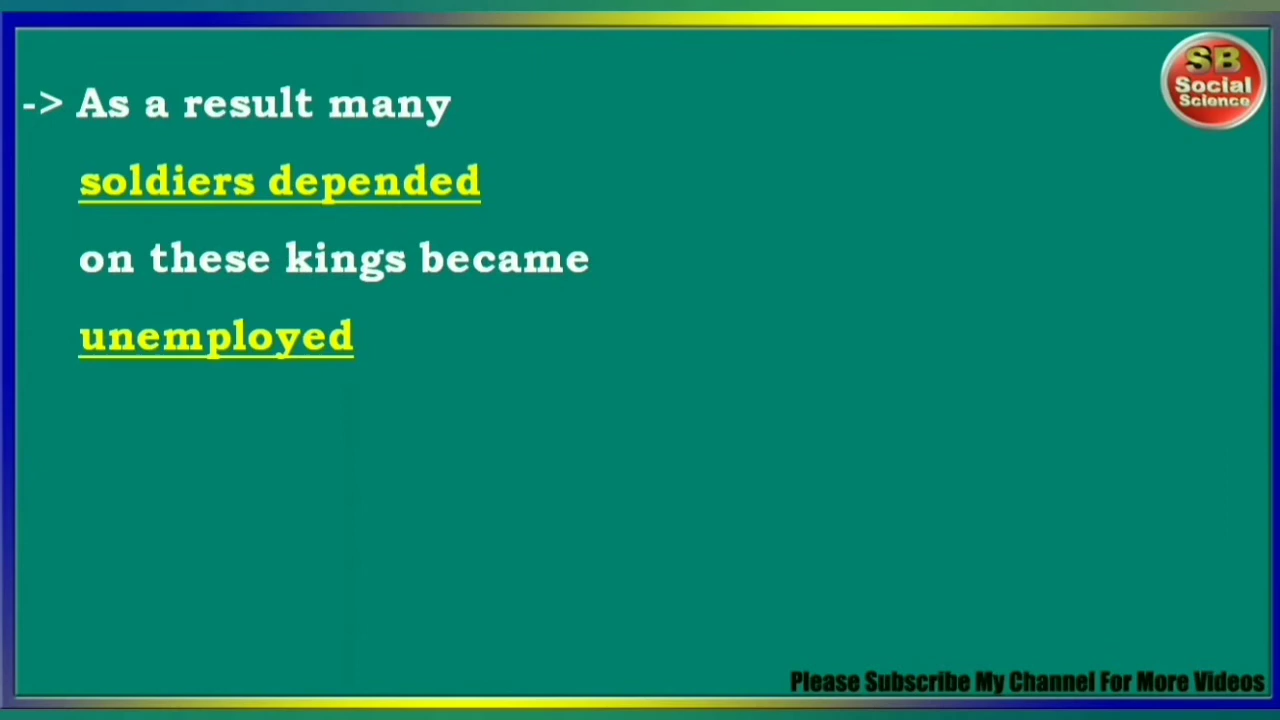 SB
Social
Science
-> As a result many
soldiers depended
on these kings became
unemployed
Please Subscribe My Channel For More Videos